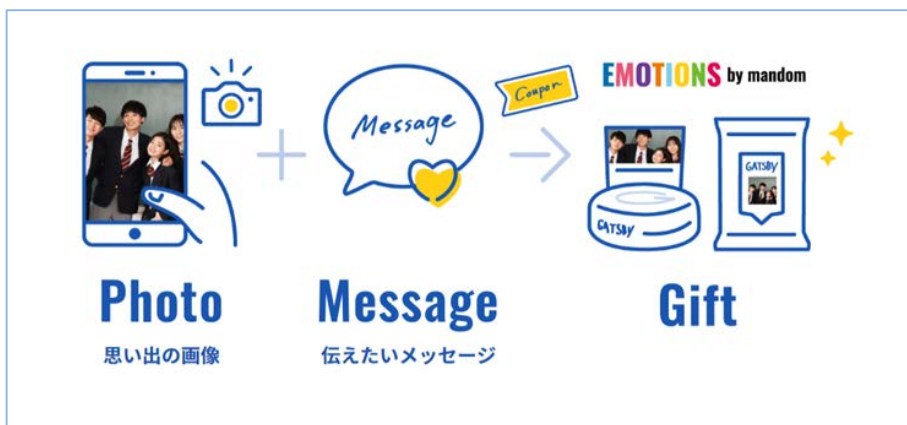 EMOTIONS by mandom
Coupon
Message
GATSBY
GATSBY
Photo
Message
Gift
思い出の画像
伝えたいメッセージ